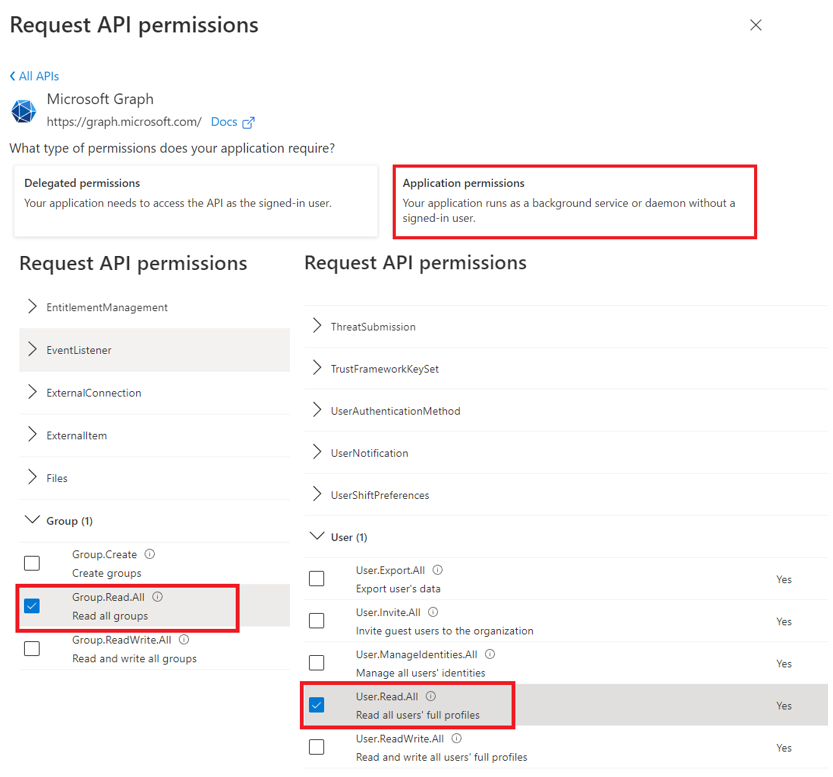 Request API permissions
All APIs
Microsoft Graph
https://graph.microsoft.com/ Docs
What type of permissions does your application require?
Delegated permissions
Your application needs to access the API as the signed-in user.
Application permissions
Your application runs as a background service or daemon without a
signed-in user.
Request API permissions
EntitlementManagement
EventListener
ExternalConnection
ExternalItem
Files
Group (1)
Group.Create
Create groups
Group.Read.All
Read all groups
Group.ReadWrite.All
Read and write all groups
Request API permissions
ThreatSubmission
TrustFrameworkKeySet
UserAuthenticationMethod
UserNotification
UserShiftPreferences
User (1)
User.Export.All
Export user's data
Yes
User.Invite.All
Invite guest users to the organization
Yes
User.ManageIdentities.All
Manage all users' identities
Yes
User.Read.All
Read all users' full profiles
Yes
User.ReadWrite.All
Read and write all users' full profiles
Yes